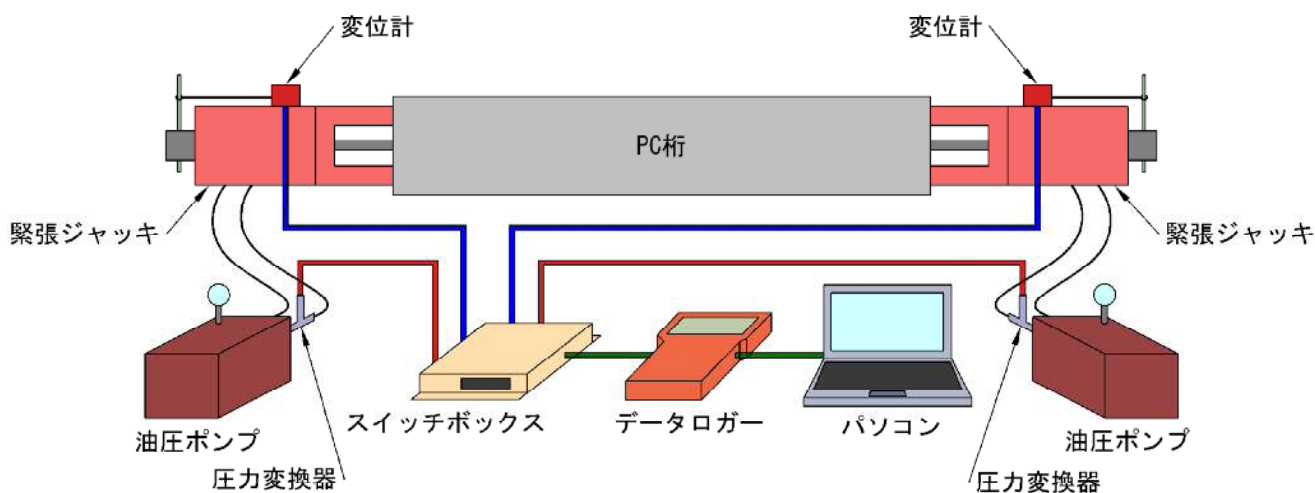 変位計
変位計
PC桁
緊張ジャッキ
緊張ジャッキ
スイッチボックス
データロガー
パソコン
油圧ポンプ
油圧ポンプ
圧力変換器
圧力変換器